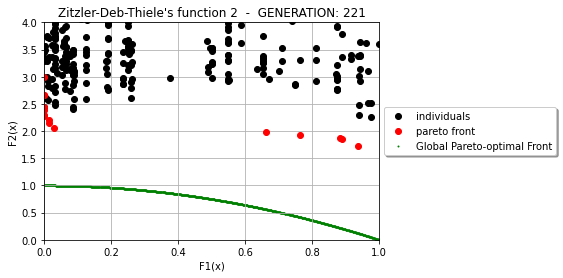 Zitzler-Deb-Thiele's function 2 - GENERATION: 221
4.0
3.5
3.0
2.5
2.0
1.5
1.0
0.5
0.0
F2(x)
0.0 0.2 0.4 0.6 0.8 1.0
F1(x)
individuals
pareto front
Global Pareto-optimal Front